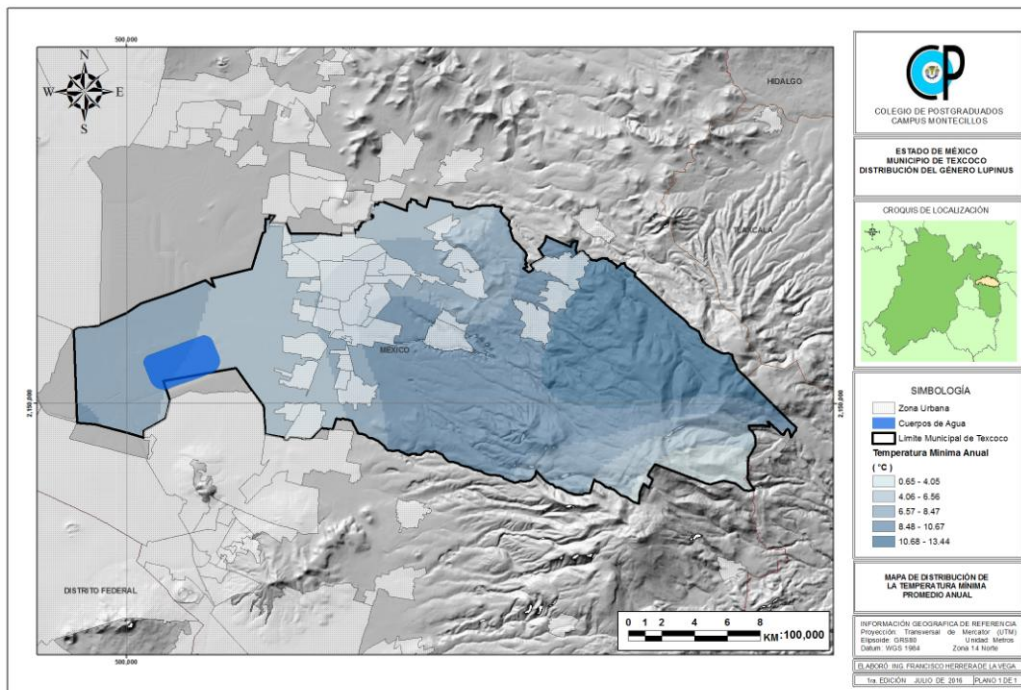 500,000
N
W E
S
HIDALGO
TLAXCALA
MÉXICO
2,150,000
2,150,000
DISTRITO FEDERAL
0 1 2 4 6 8
KM:100,000
500,000
CP
COLEGIO DE POSTGRADUADOS
CAMPUS MONTECILLOS
ESTADO DE MÉXICO
MUNICIPIO DE TEXCOCO
DISTRIBUCIÓN DEL GÉNERO LUPINUS
CROQUIS DE LOCALIZACIÓN
SIMBOLOGÍA
Zona Urbana
Cuerpos de Agua
Límite Municipal de Texcoco
Temperatura Mínima Anual
( °C)
0.65 - 4.05
4.06 - 6.56
6.57 - 8.47
8.48 - 10.67
10.68 - 13.44
MAPA DE DISTRIBUCIÓN DE
LA TEMPERATURA MÍNIMA
PROMEDIO ANUAL
INFORMACIÓN GEOGRAFICA DE REFERENCIA
Proyección: Transversal de Mercator (UTM)
Elipsoide: GRS80 Unidad: Metros
Datum: WGS 1984 Zona 14 Norte
ELABORÓ: ING. FRANCISCO HERRERA DE LA VEGA
1ra. EDICIÓN JULIO DE 2016 PLANO 1 DE 1